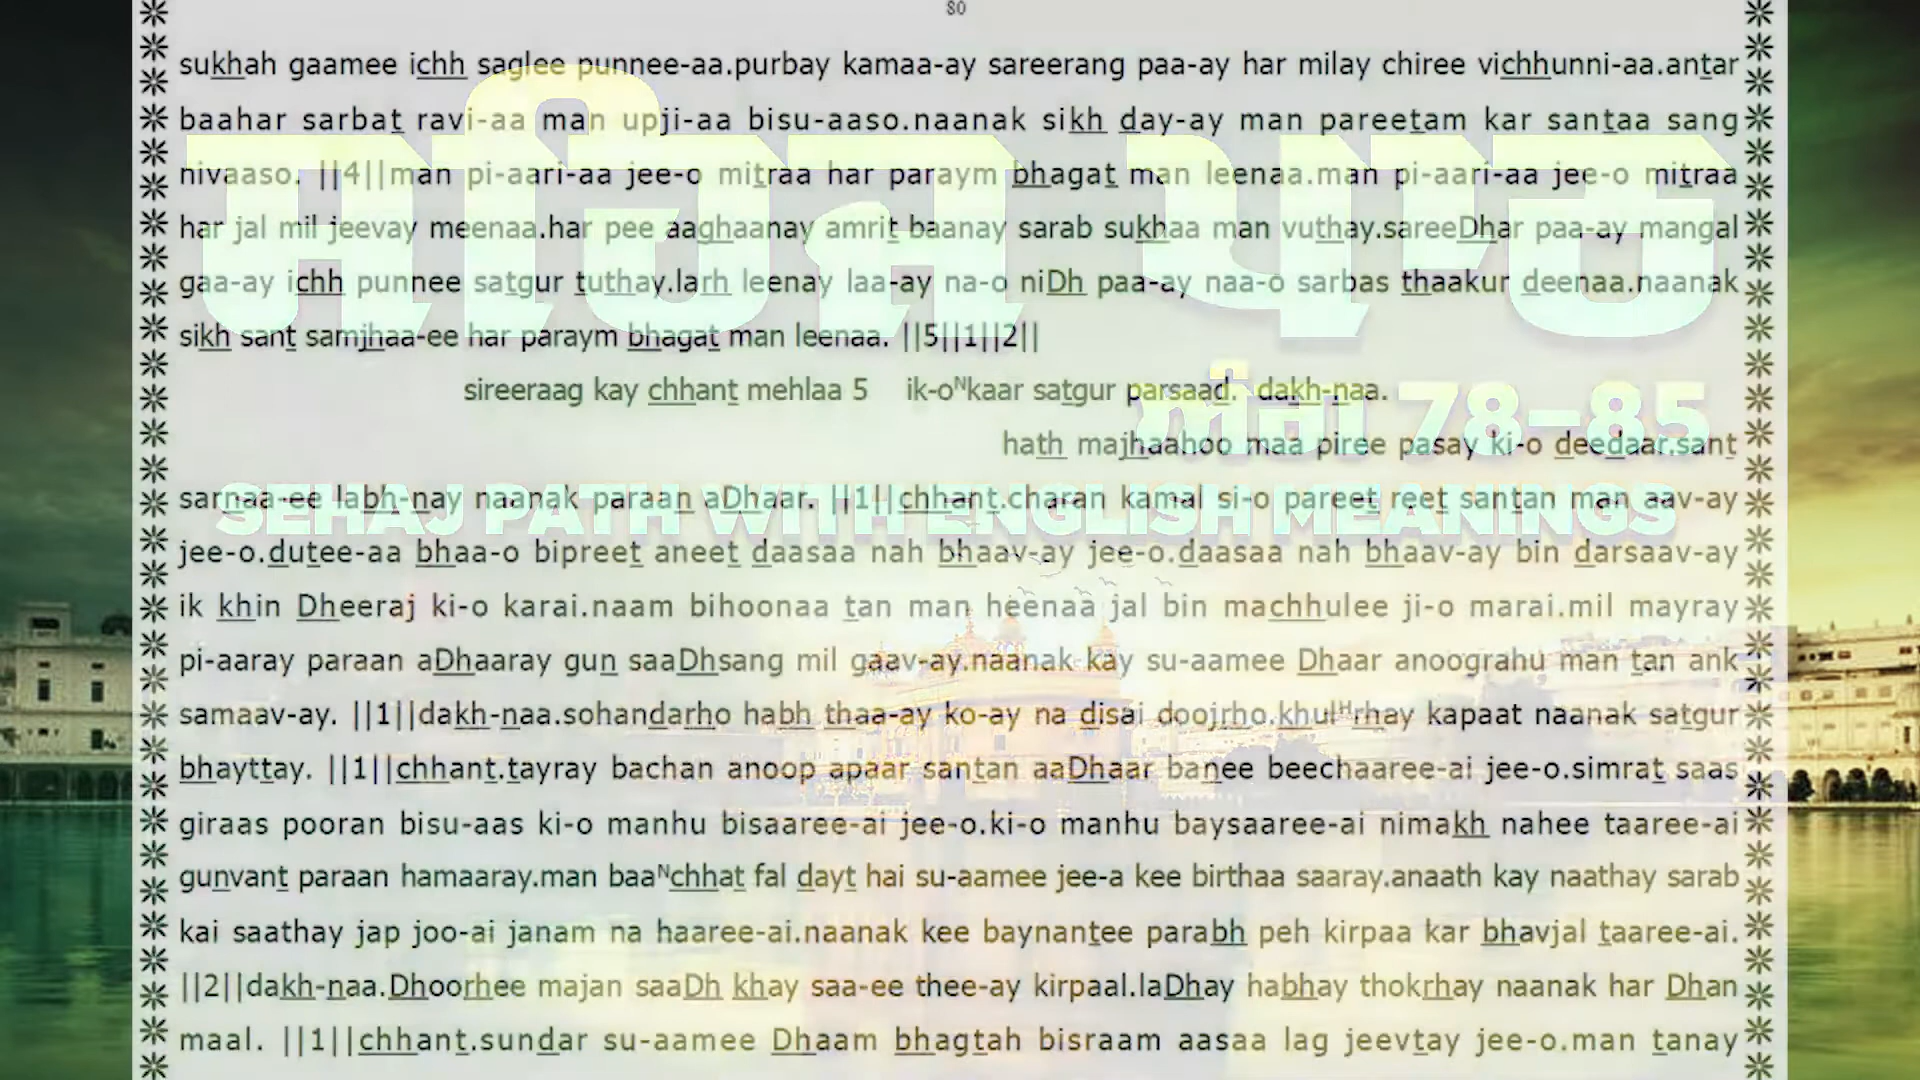 80
sukhah gaamee ichh saglee punnee-aa.purbay kamaa-ay sareerang paa-ay har milay chiree vichhunni-aa.antar
baahar sarbat ravi-aa man upji-aa bisu-aaso.naanak sikh day-ay man pareetam kar santaa sang
nivaaso. ||4||man pi-aari-aa jee-o mitraa har paraym bhagat man leenaa.man pi-aari-aa jee-o mitraa
har jal mil jeevay meenaa.har pee aaghaanay amrit baanay sarab sukhaa man vuthay.sareeDhar paa-ay mangal
gaa-ay ichh punnee satgur tuthay.larh leenay laa-ay na-o niDh paa-ay naa-o sarbas thaakur deenaa.naanak
sikh sant samjhaa-ee har paraym bhagat man leenaa. ||5||1||2||
sireeraag kay chhant mehlaa 5 ik-oᴺkaar satgur parsaad. dakh-naa.
hath majhaahoo maa piree pasay ki-o deedaar.sant
sarnaa-ee labh-nay naanak paraan aDhaar. ||1||chhant.charan kamal si-o pareet reet santan man aav-ay
jee-o.dutee-aa bhaa-o bipreet aneet daasaa nah bhaav-ay jee-o.daasaa nah bhaav-ay bin darsaav-ay
ik khin Dheeraj ki-o karai.naam bihoonaa tan man heenaa jal bin machhulee ji-o marai.mil mayray
pi-aaray paraan aDhaaray gun saaDhsang mil gaav-ay.naanak kay su-aamee Dhaar anoograhu man tan ank
samaav-ay. ||1||dakh-naa.sohandarho habh thaa-ay ko-ay na disai doojrho.khulᴴrhay kapaat naanak satgur
bhayttay. ||1||chhant.tayray bachan anoop apaar santan aaDhaar banee beechaaree-ai jee-o.simrat saas
giraas pooran bisu-aas ki-o manhu bisaaree-ai jee-o.ki-o manhu baysaaree-ai nimakh nahee taaree-ai
gunvant paraan hamaaray.man baaᴺchhat fal dayt hai su-aamee jee-a kee birthaa saaray.anaath kay naathay sarab
kai saathay jap joo-ai janam na haaree-ai.naanak kee baynantee parabh peh kirpaa kar bhavjal taaree-ai.
||2||dakh-naa.Dhoorhee majan saaDh khay saa-ee thee-ay kirpaal.laDhay habhay thokrhay naanak har Dhan
maal. ||1||chhant.sundar su-aamee Dhaam bhagtah bisraam aasaa lag jeevtay jee-o.man tanay
ਸਹਿਜ ਪਾਠ
ਅੰਗ 78-85
SEHAJ PATH WITH ENGLISH MEANINGS